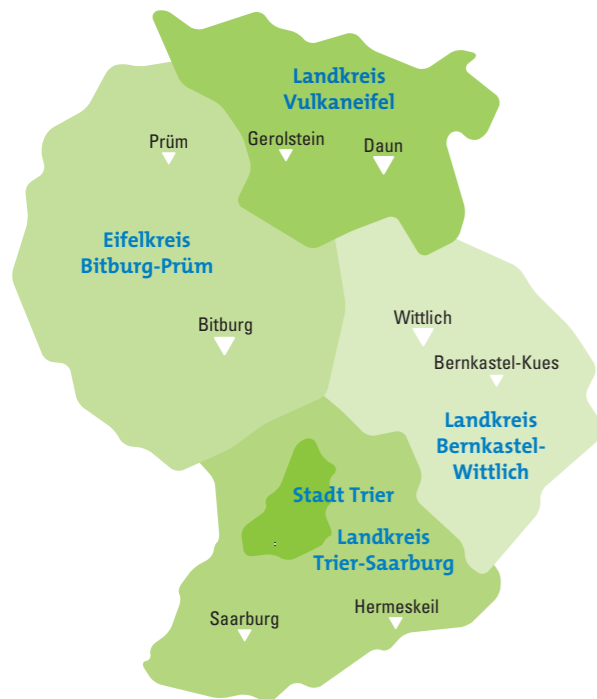 Landkreis
Vulkaneifel
Prüm
Gerolstein
Daun
Eifelkreis
Bitburg-Prüm
Bitburg
Wittlich
Bernkastel-Kues
Landkreis
Bernkastel-
Wittlich
Stadt Trier
Landkreis
Trier-Saarburg
Saarburg
Hermeskeil